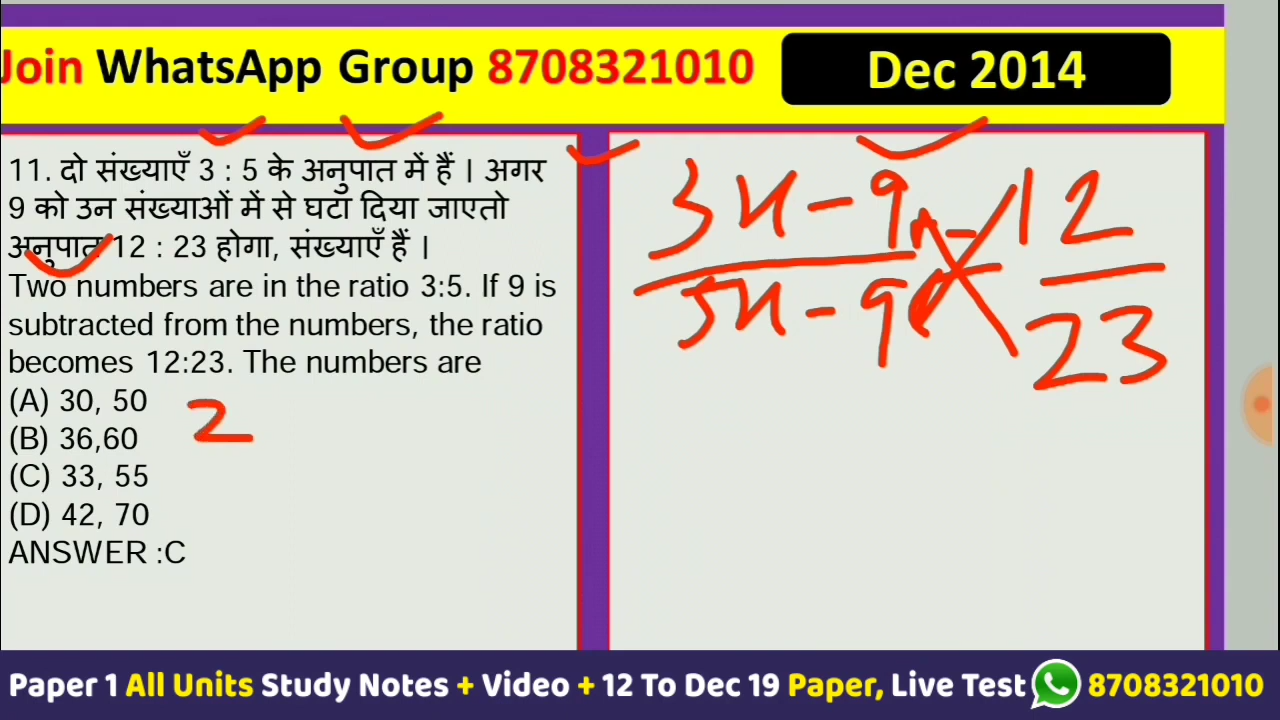 Join WhatsApp Group 8708321010
Dec 2014
11. दो संख्याएँ 3 : 5 के अनुपात में हैं । अगर
9 को उन संख्याओं में से घटा दिया जाएतो
अनुपात 12 : 23 होगा, संख्याएँ हैं ।
Two numbers are in the ratio 3:5. If 9 is
subtracted from the numbers, the ratio
becomes 12:23. The numbers are
(A) 30, 50
(B) 36,60
(C) 33, 55
(D) 42, 70
ANSWER :C
2
3x-9 = 12
5x-9 23
Paper 1 All Units Study Notes + Video + 12 To Dec 19 Paper, Live Test 8708321010